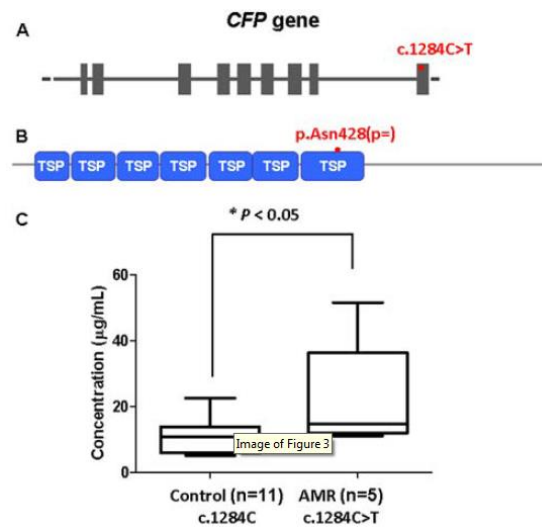 CFP gene
A
c.1284C>T
p.Asn428(p=)
B
TSP TSP TSP TSP TSP TSP TSP
C
* P < 0.05
Concentration (µg/mL)
60
40
20
0
Image of Figure 3
Control (n=11) AMR (n=5)
c.1284C c.1284C>T